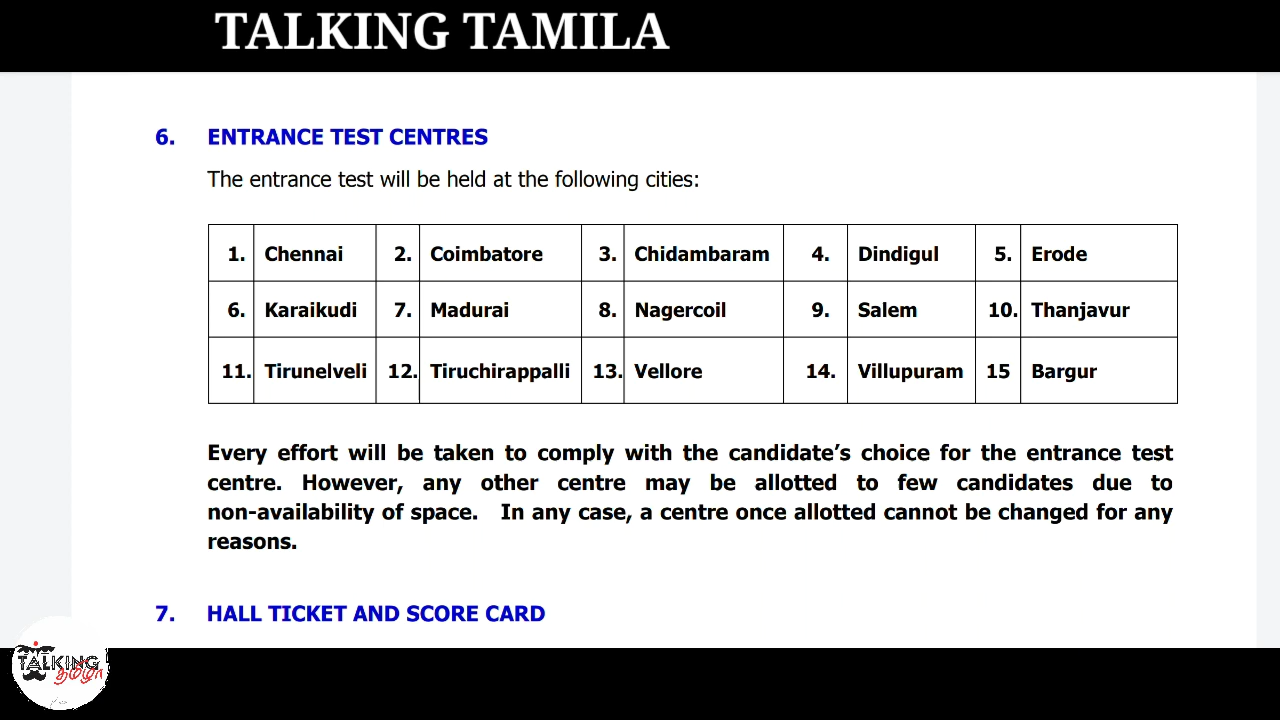 TALKING TAMILA
6. ENTRANCE TEST CENTRES
The entrance test will be held at the following cities:
1. Chennai 2. Coimbatore 3. Chidambaram 4. Dindigul 5. Erode
6. Karaikudi 7. Madurai 8. Nagercoil 9. Salem 10. Thanjavur
11. Tirunelveli 12. Tiruchirappalli 13. Vellore 14. Villupuram 15 Bargur
Every effort will be taken to comply with the candidate's choice for the entrance test
centre. However, any other centre may be allotted to few candidates due to
non-availability of space. In any case, a centre once allotted cannot be changed for any
reasons.
7. HALL TICKET AND SCORE CARD
TALKING
தமிழா